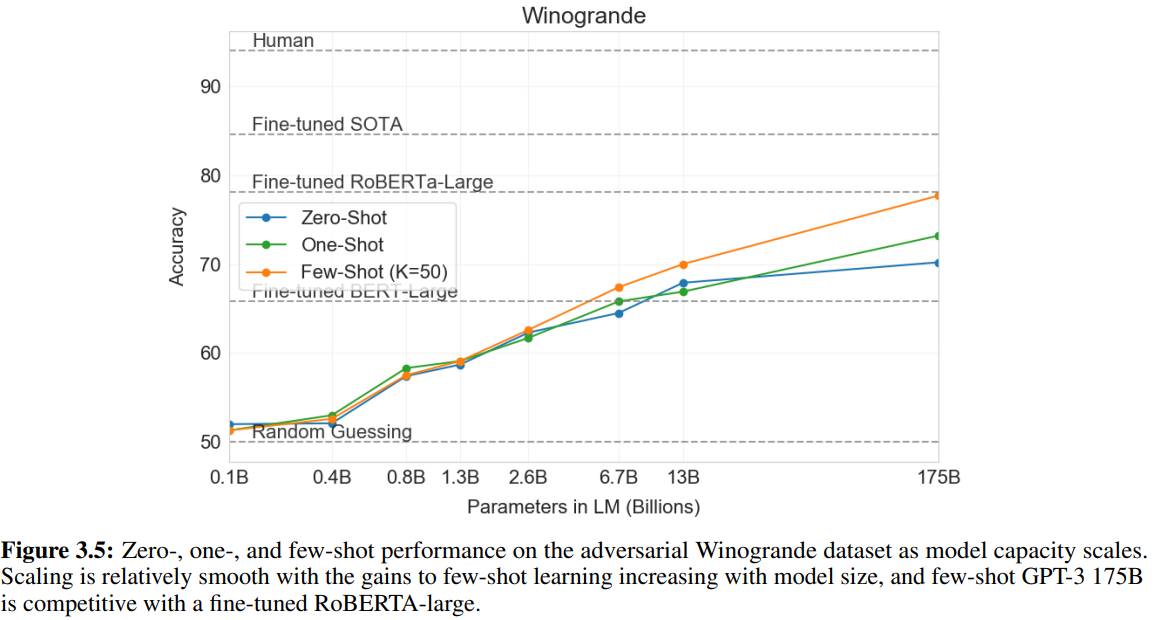 Winogrande
Human
90
Fine-tuned SOTA
80
Fine-tuned RoBERTa-Large
Zero-Shot
One-Shot
Few-Shot (K=50)
70
Fine-tuned BERT-Large
60
Random Guessing
50
Accuracy
0.1B 0.4B 0.8B 1.3B 2.6B 6.7B 13B 175B
Parameters in LM (Billions)
Figure 3.5: Zero-, one-, and few-shot performance on the adversarial Winogrande dataset as model capacity scales.
Scaling is relatively smooth with the gains to few-shot learning increasing with model size, and few-shot GPT-3 175B
is competitive with a fine-tuned RoBERTA-large.